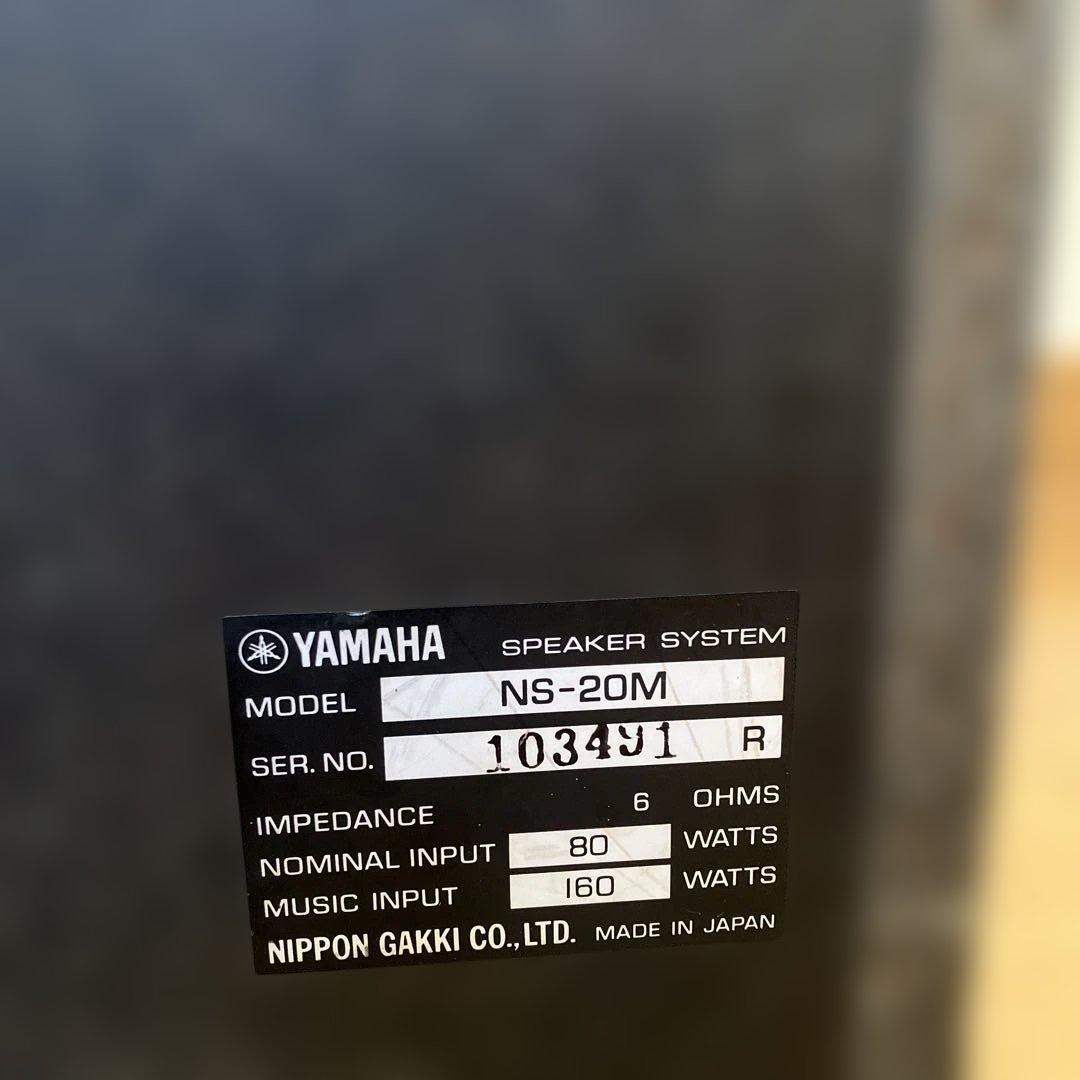 YAMAHA SPEAKER SYSTEM
MODEL NS-20M
SER. NO. 103491 R
IMPEDANCE 6 OHMS
NOMINAL INPUT 80 WATTS
MUSIC INPUT 160 WATTS
NIPPON GAKKI CO., LTD. MADE IN JAPAN